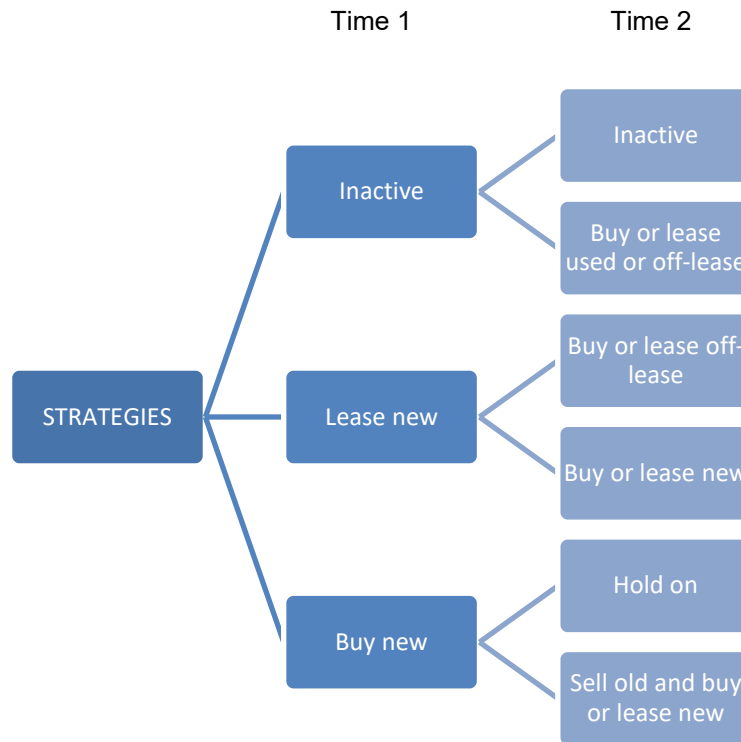 Time 1
Time 2
Inactive
Inactive
Buy or lease
used or off-lease
STRATEGIES
Lease new
Buy or lease off-
lease
Buy or lease new
Buy new
Hold on
Sell old and buy
or lease new